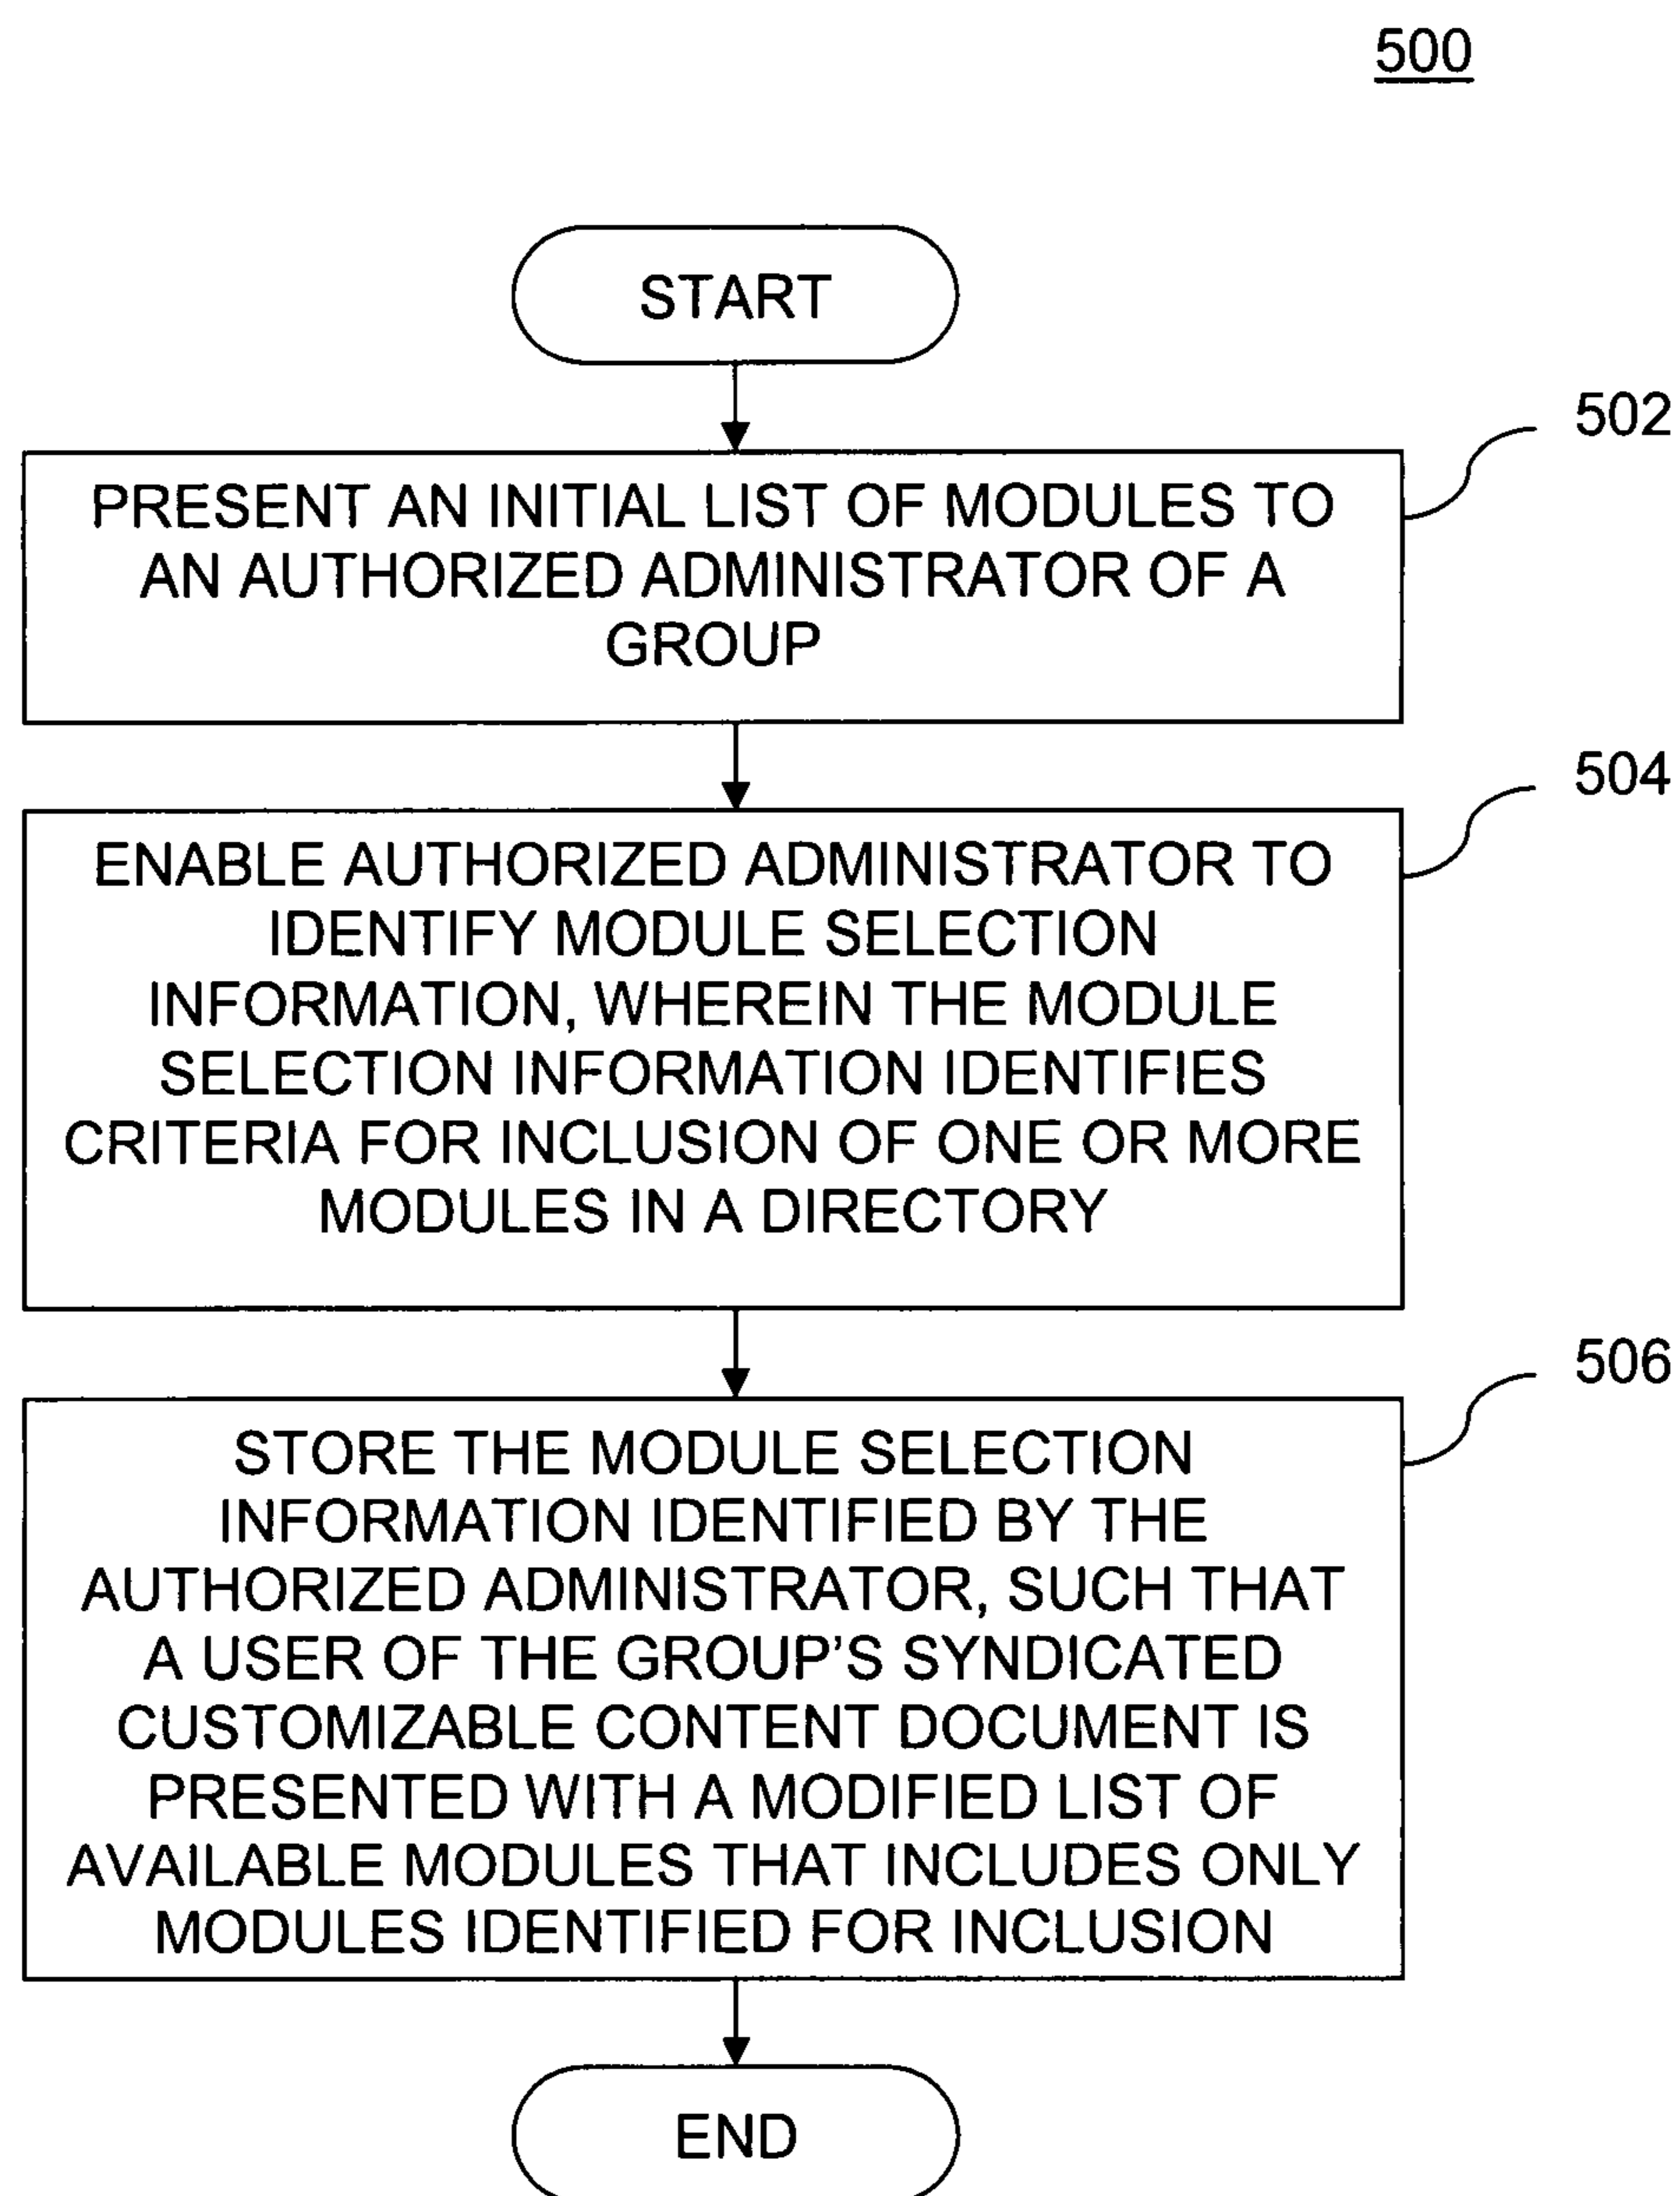 500
START
502
PRESENT AN INITIAL LIST OF MODULES TO
AN AUTHORIZED ADMINISTRATOR OF A
GROUP
504
ENABLE AUTHORIZED ADMINISTRATOR TO
IDENTIFY MODULE SELECTION
INFORMATION, WHEREIN THE MODULE
SELECTION INFORMATION IDENTIFIES
CRITERIA FOR INCLUSION OF ONE OR MORE
MODULES IN A DIRECTORY
506
STORE THE MODULE SELECTION
INFORMATION IDENTIFIED BY THE
AUTHORIZED ADMINISTRATOR, SUCH THAT
A USER OF THE GROUP'S SYNDICATED
CUSTOMIZABLE CONTENT DOCUMENT IS
PRESENTED WITH A MODIFIED LIST OF
AVAILABLE MODULES THAT INCLUDES ONLY
MODULES IDENTIFIED FOR INCLUSION
END